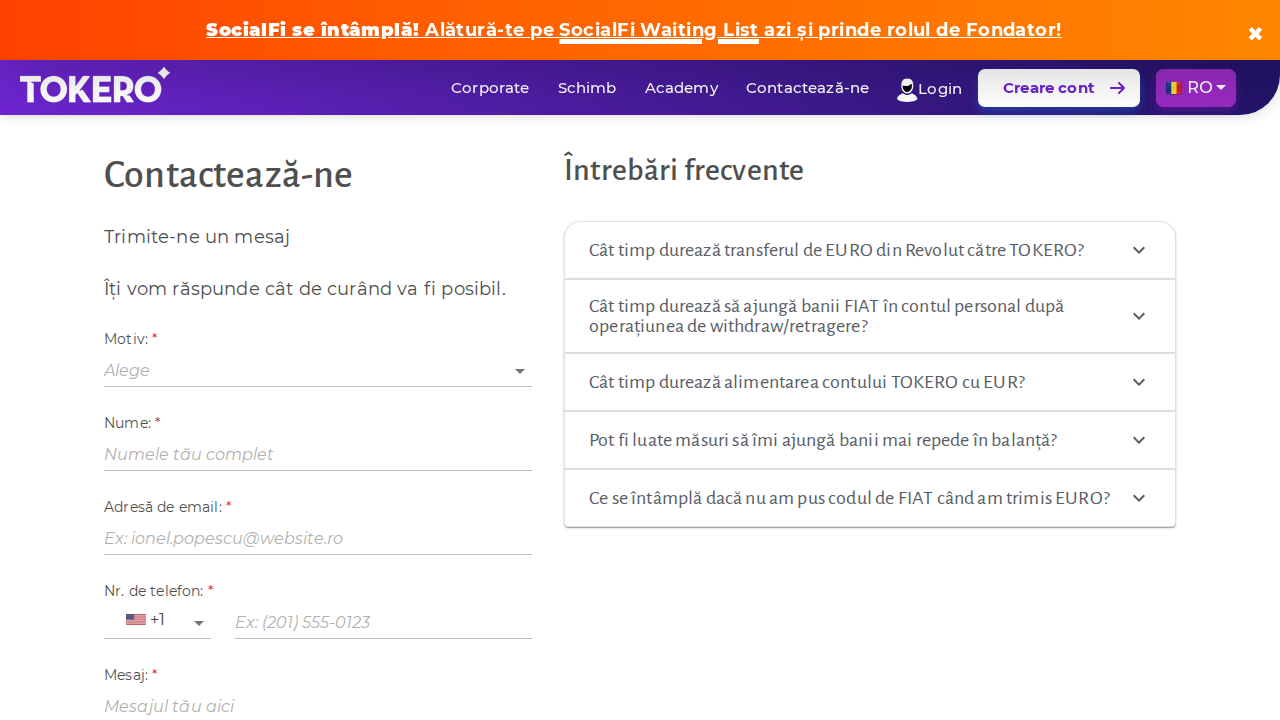 SocialFi se întâmplă! Alătură-te pe SocialFi Waiting List azi și prinde rolul de Fondator!
✖
TOKERO
Corporate
Schimb
Academy
Contactează-ne
Login
Creare cont
RO
Contactează-ne
Trimite-ne un mesaj
Îți vom răspunde cât de curând va fi posibil.
Motiv: *
Alege
Nume: *
Numele tău complet
Adresă de email: *
Ex: ionel.popescu@website.ro
Nr. de telefon: *
+1
Ex: (201) 555-0123
Mesaj: *
Mesajul tău aici
Întrebări frecvente
Cât timp durează transferul de EURO din Revolut către TOKERO?
Cât timp durează să ajungă banii FIAT în contul personal după
operațiunea de withdraw/retragere?
Cât timp durează alimentarea contului TOKERO cu EUR?
Pot fi luate măsuri să îmi ajungă banii mai repede în balanță?
Ce se întâmplă dacă nu am pus codul de FIAT când am trimis EURO?